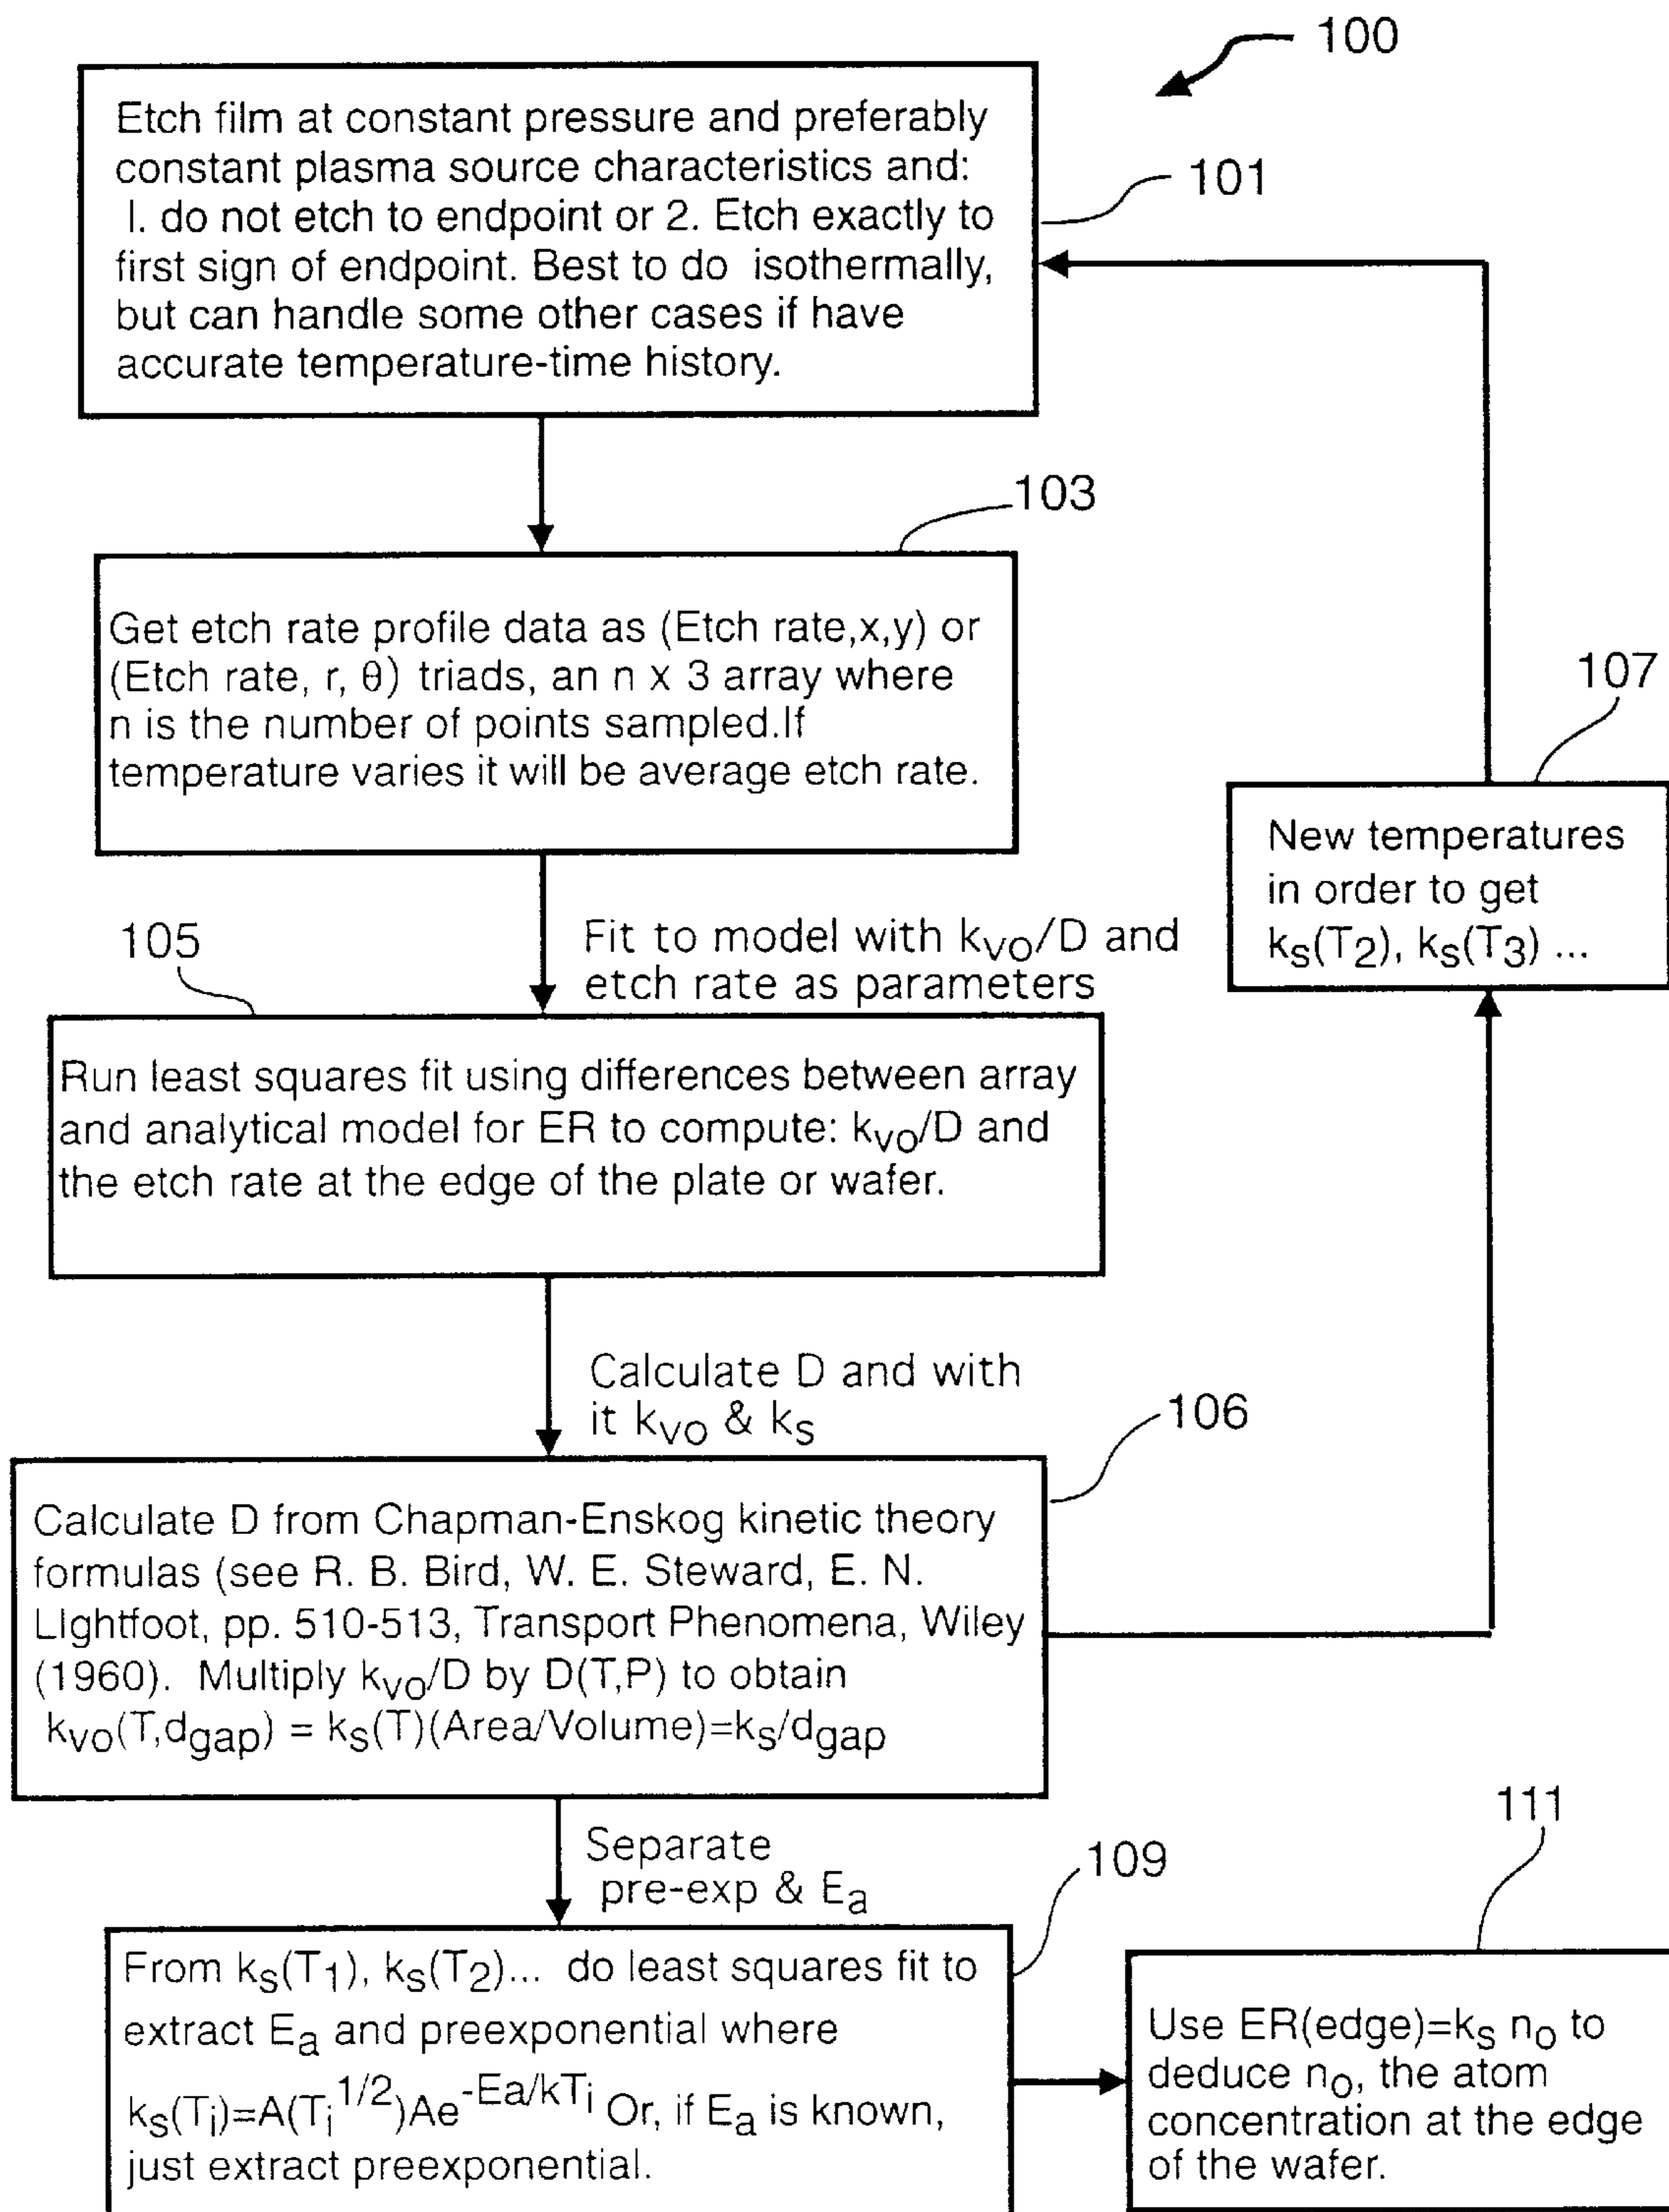 100
Etch film at constant pressure and preferably
constant plasma source characteristics and:
l. do not etch to endpoint or 2. Etch exactly to
first sign of endpoint. Best to do isothermally,
but can handle some other cases if have
accurate temperature-time history.
101
103
Get etch rate profile data as (Etch rate,x,y) or
(Etch rate, r, θ) triads, an n x 3 array where
n is the number of points sampled.If
temperature varies it will be average etch rate.
107
New temperatures
in order to get
kₛ(T₂), kₛ(T₃) ...
105
Fit to model with k_vo/D and
etch rate as parameters
Run least squares fit using differences between array
and analytical model for ER to compute: k_vo/D and
the etch rate at the edge of the plate or wafer.
Calculate D and with
it k_vo & kₛ
106
Calculate D from Chapman-Enskog kinetic theory
formulas (see R. B. Bird, W. E. Steward, E. N.
LIghtfoot, pp. 510-513, Transport Phenomena, Wiley
(1960). Multiply k_vo/D by D(T,P) to obtain
k_vo(T,d_gap) = kₛ(T)(Area/Volume)=kₛ/d_gap
Separate
pre-exp & Eₐ
109
From kₛ(T₁), kₛ(T₂)... do least squares fit to
extract Eₐ and preexponential where
kₛ(Tᵢ)=A(Tᵢ^1/2)Ae^-Ea/kTᵢ Or, if Eₐ is known,
just extract preexponential.
111
Use ER(edge)=kₛ nₒ to
deduce nₒ, the atom
concentration at the edge
of the wafer.